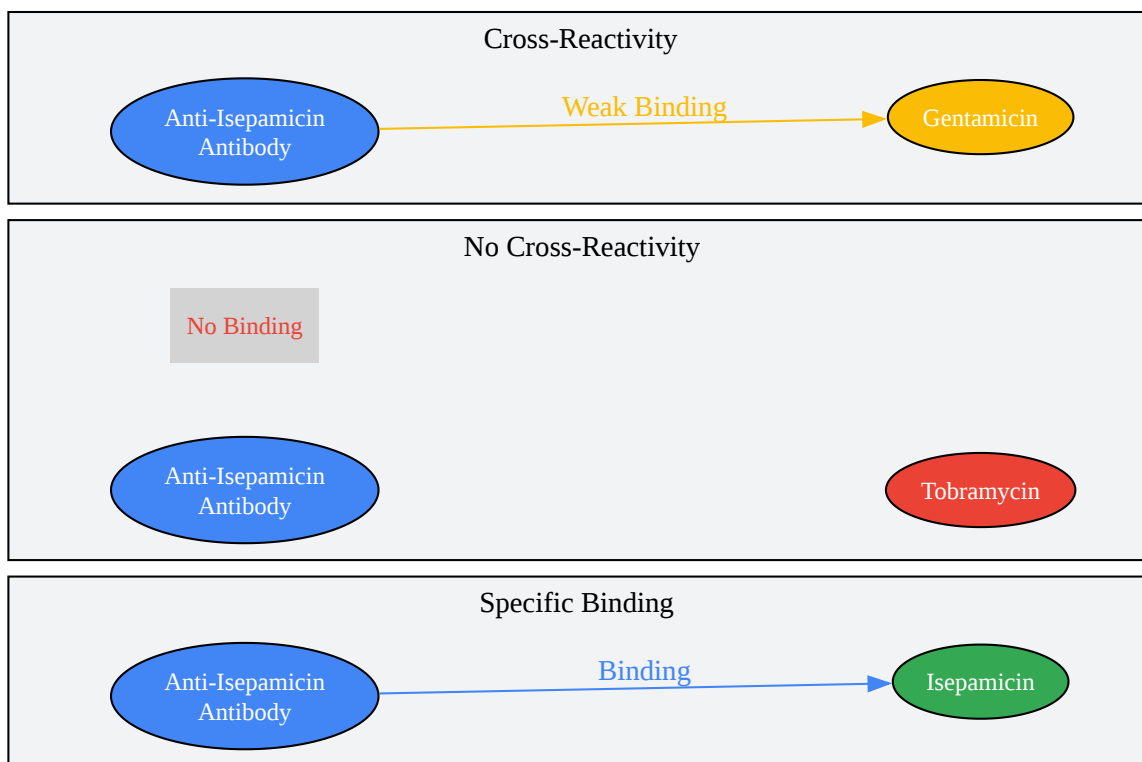 Cross-Reactivity
Anti-Isepamicin
Antibody
Weak Binding
Gentamicin
No Cross-Reactivity
No Binding
Anti-Isepamicin
Antibody
Tobramycin
Specific Binding
Anti-Isepamicin
Antibody
Binding
Isepamicin